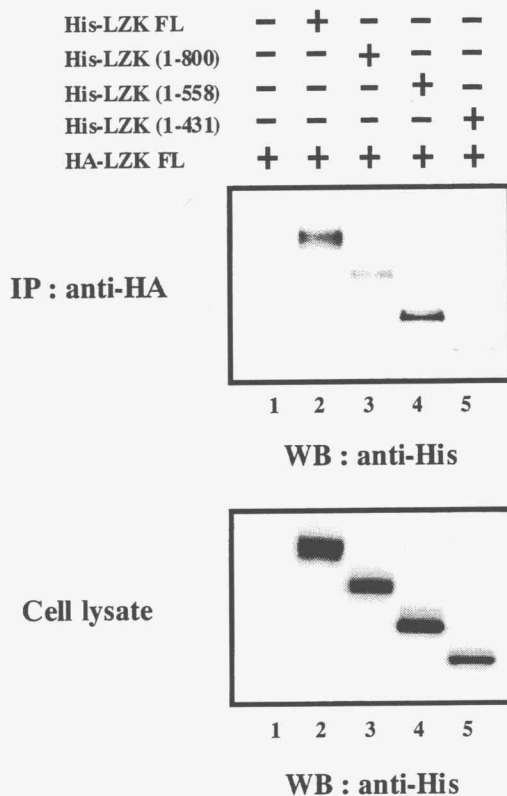 His-LZK FL − + − − −
His-LZK (1-800) − − + − −
His-LZK (1-558) − − − + −
His-LZK (1-431) − − − − +
HA-LZK FL + + + + +
IP : anti-HA
1 2 3 4 5
WB : anti-His
Cell lysate
1 2 3 4 5
WB : anti-His